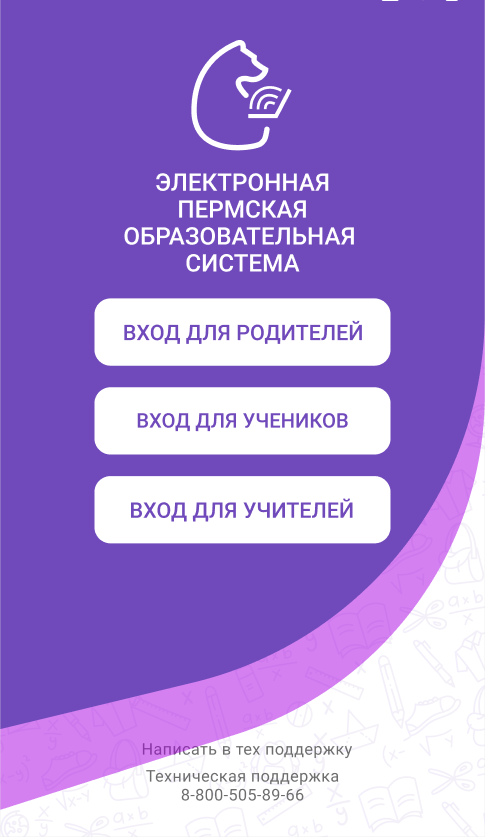 ЭЛЕКТРОННАЯ
ПЕРМСКАЯ
ОБРАЗОВАТЕЛЬНАЯ
СИСТЕМА
ВХОД ДЛЯ РОДИТЕЛЕЙ
ВХОД ДЛЯ УЧЕНИКОВ
ВХОД ДЛЯ УЧИТЕЛЕЙ
Написать в тех поддержку
Техническая поддержка
8-800-505-89-66